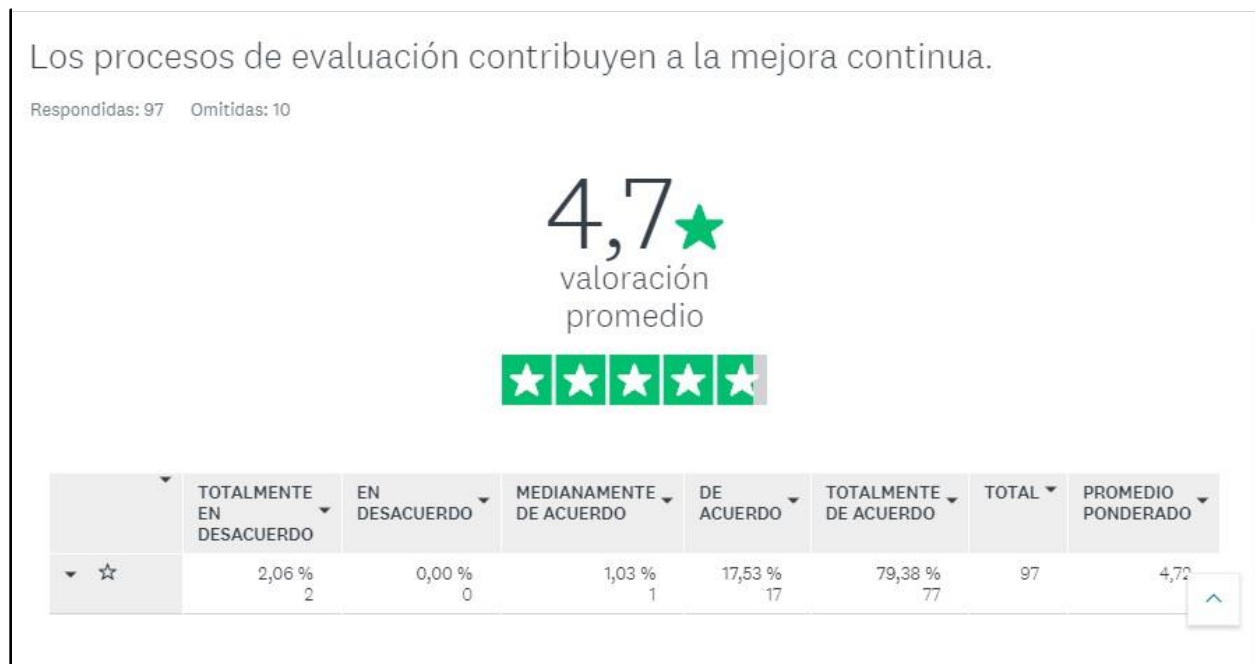 Los procesos de evaluación contribuyen a la mejora continua.
Respondidas: 97 Omitidas: 10
4,7
valoración
promedio
TOTALMENTE EN DESACUERDO
EN DESACUERDO
MEDIANAMENTE DE ACUERDO
DE ACUERDO
TOTALMENTE DE ACUERDO
TOTAL
PROMEDIO PONDERADO
2,06 % 0,00 % 1,03 % 17,53 % 79,38 % 97 4,72
2 0 1 17 77